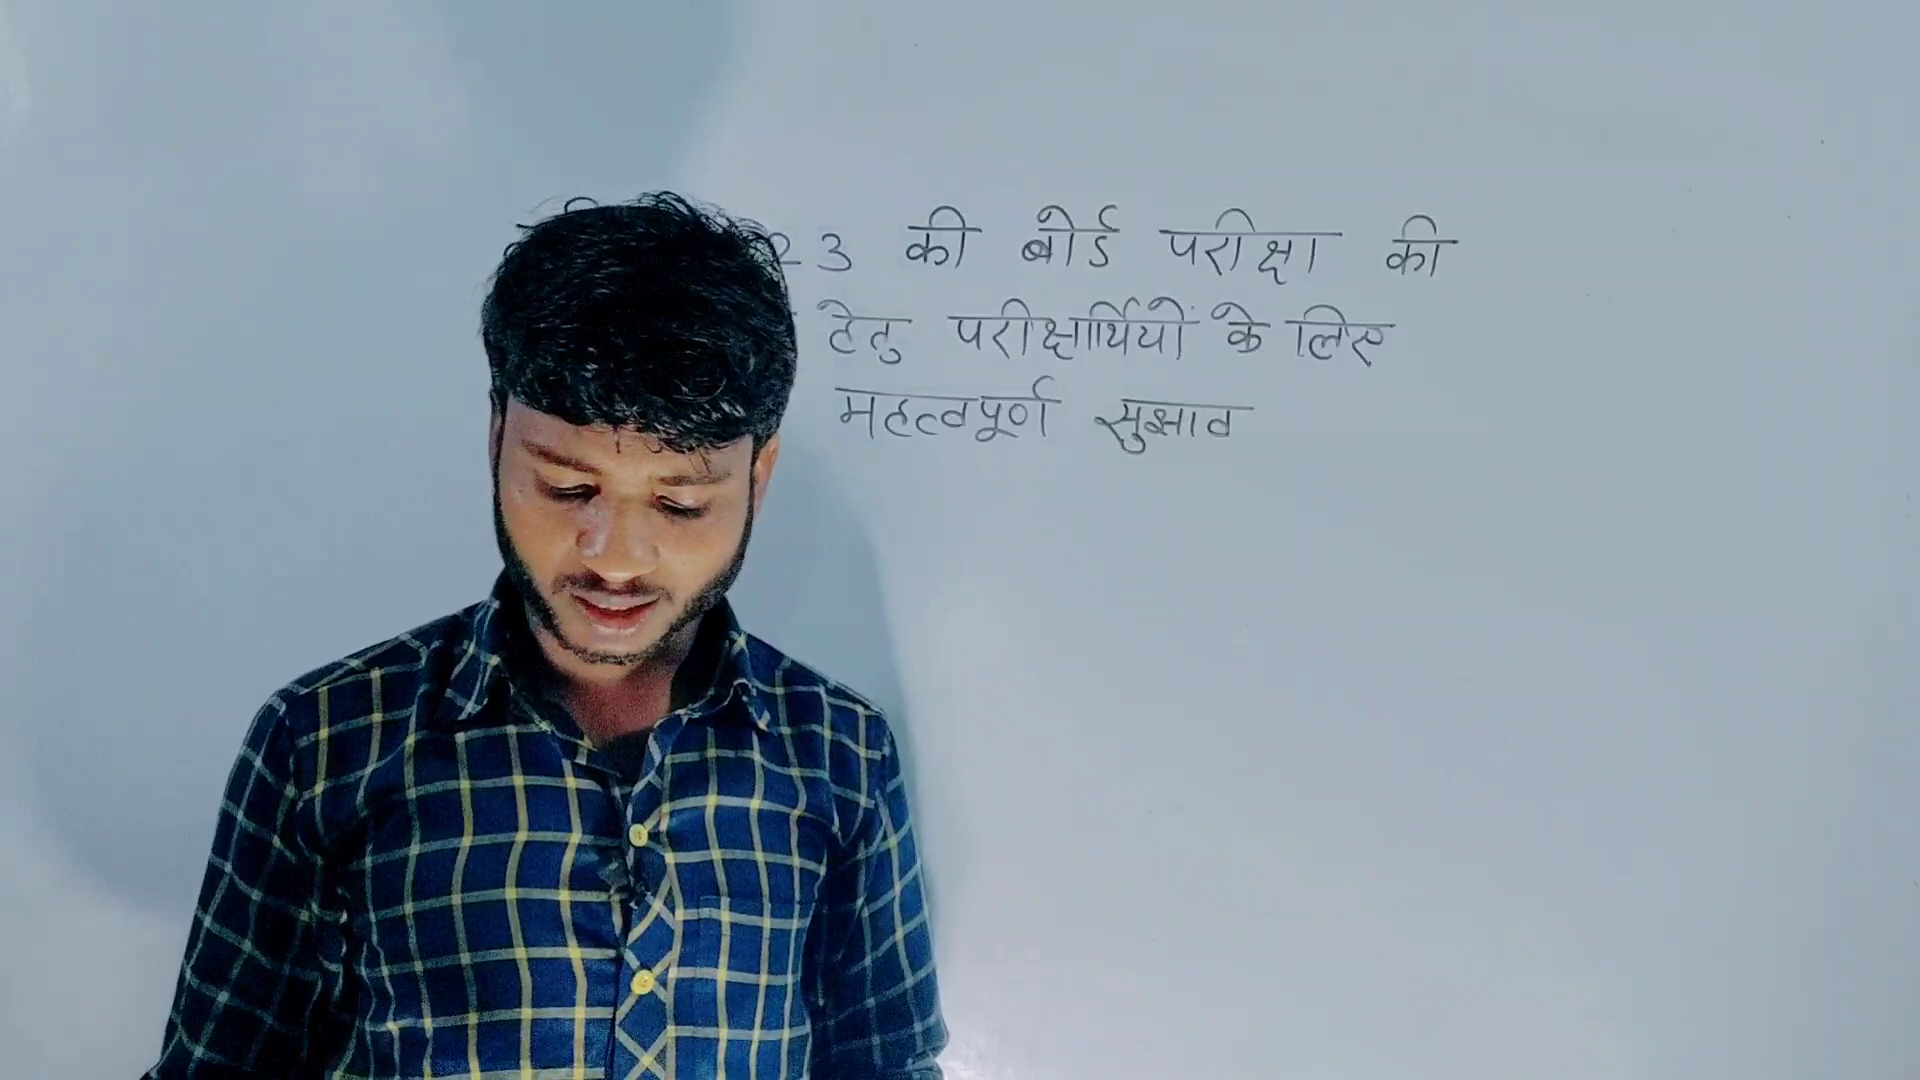 23 की बोर्ड परीक्षा की
हेतु परीक्षार्थियों के लिए
महत्वपूर्ण सुझाव